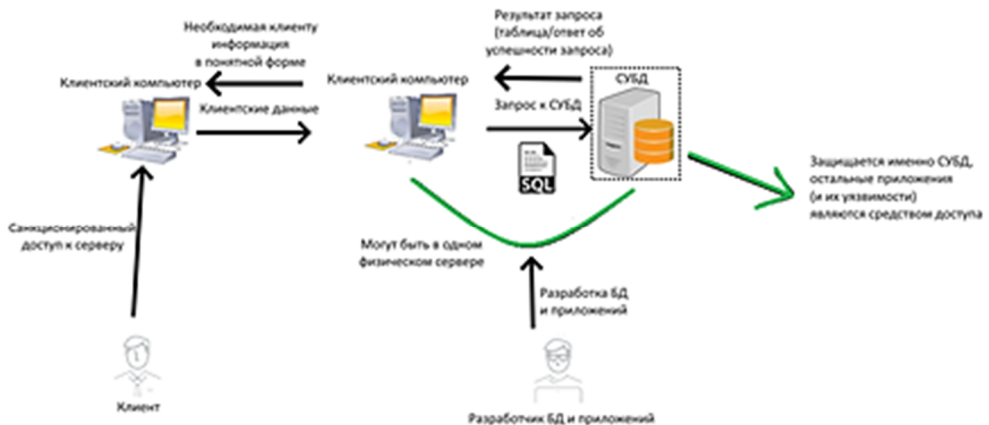 Необходимая клиенту
информация
в понятной форме
Клиентский компьютер
Клиентские данные
Клиентский компьютер
Результат запроса
(таблица/ответ об
успешности запроса)
Запрос к СУБД
SQL
СУБД
Защищается именно СУБД,
остальные приложения
(и их уязвимости)
являются средством доступа
Санкционированный
доступ к серверу
Могут быть в одном
физическом сервере
Разработка БД
и приложений
Клиент
Разработчик БД и приложений